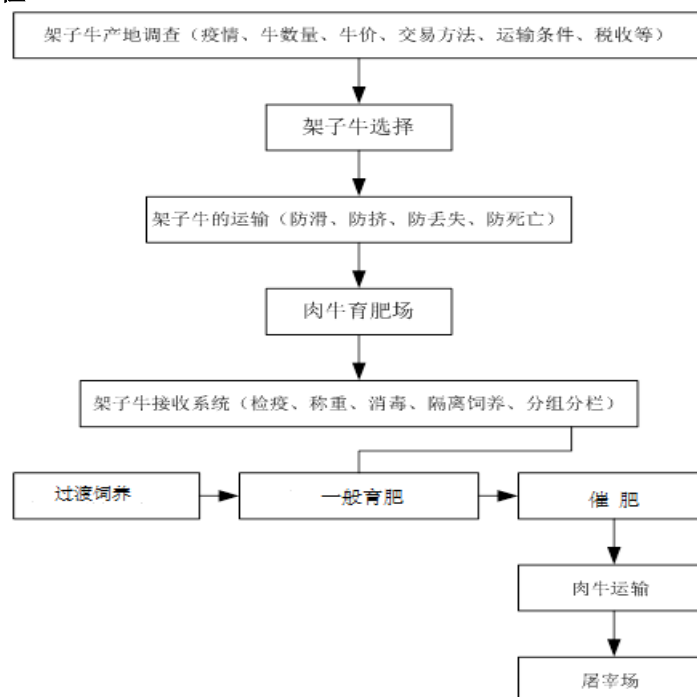 架子牛产地调查（疫情、牛数量、牛价、交易方法、运输条件、税收等）
架子牛选择
架子牛的运输（防滑、防挤、防丢失、防死亡）
肉牛育肥场
架子牛接收系统（检疫、称重、消毒、隔离饲养、分组分栏）
过渡饲养
一般育肥
催 肥
肉牛运输
屠宰场